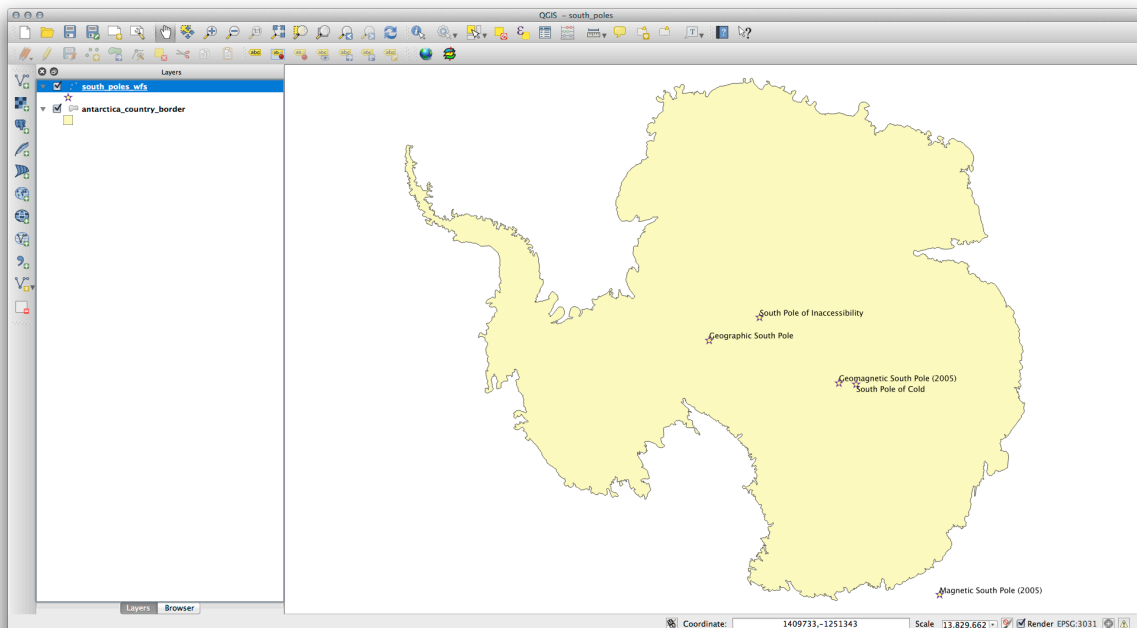 QGIS - south_poles
Layers
south_poles_wfs
antarctica_country_border
South Pole of Inaccessibility
Geographic South Pole
Geomagnetic South Pole (2005)
South Pole of Cold
Magnetic South Pole (2005)
Layers Browser
Coordinate: 1409733,-1251343 Scale 13.829.662 Render EPSG:3031